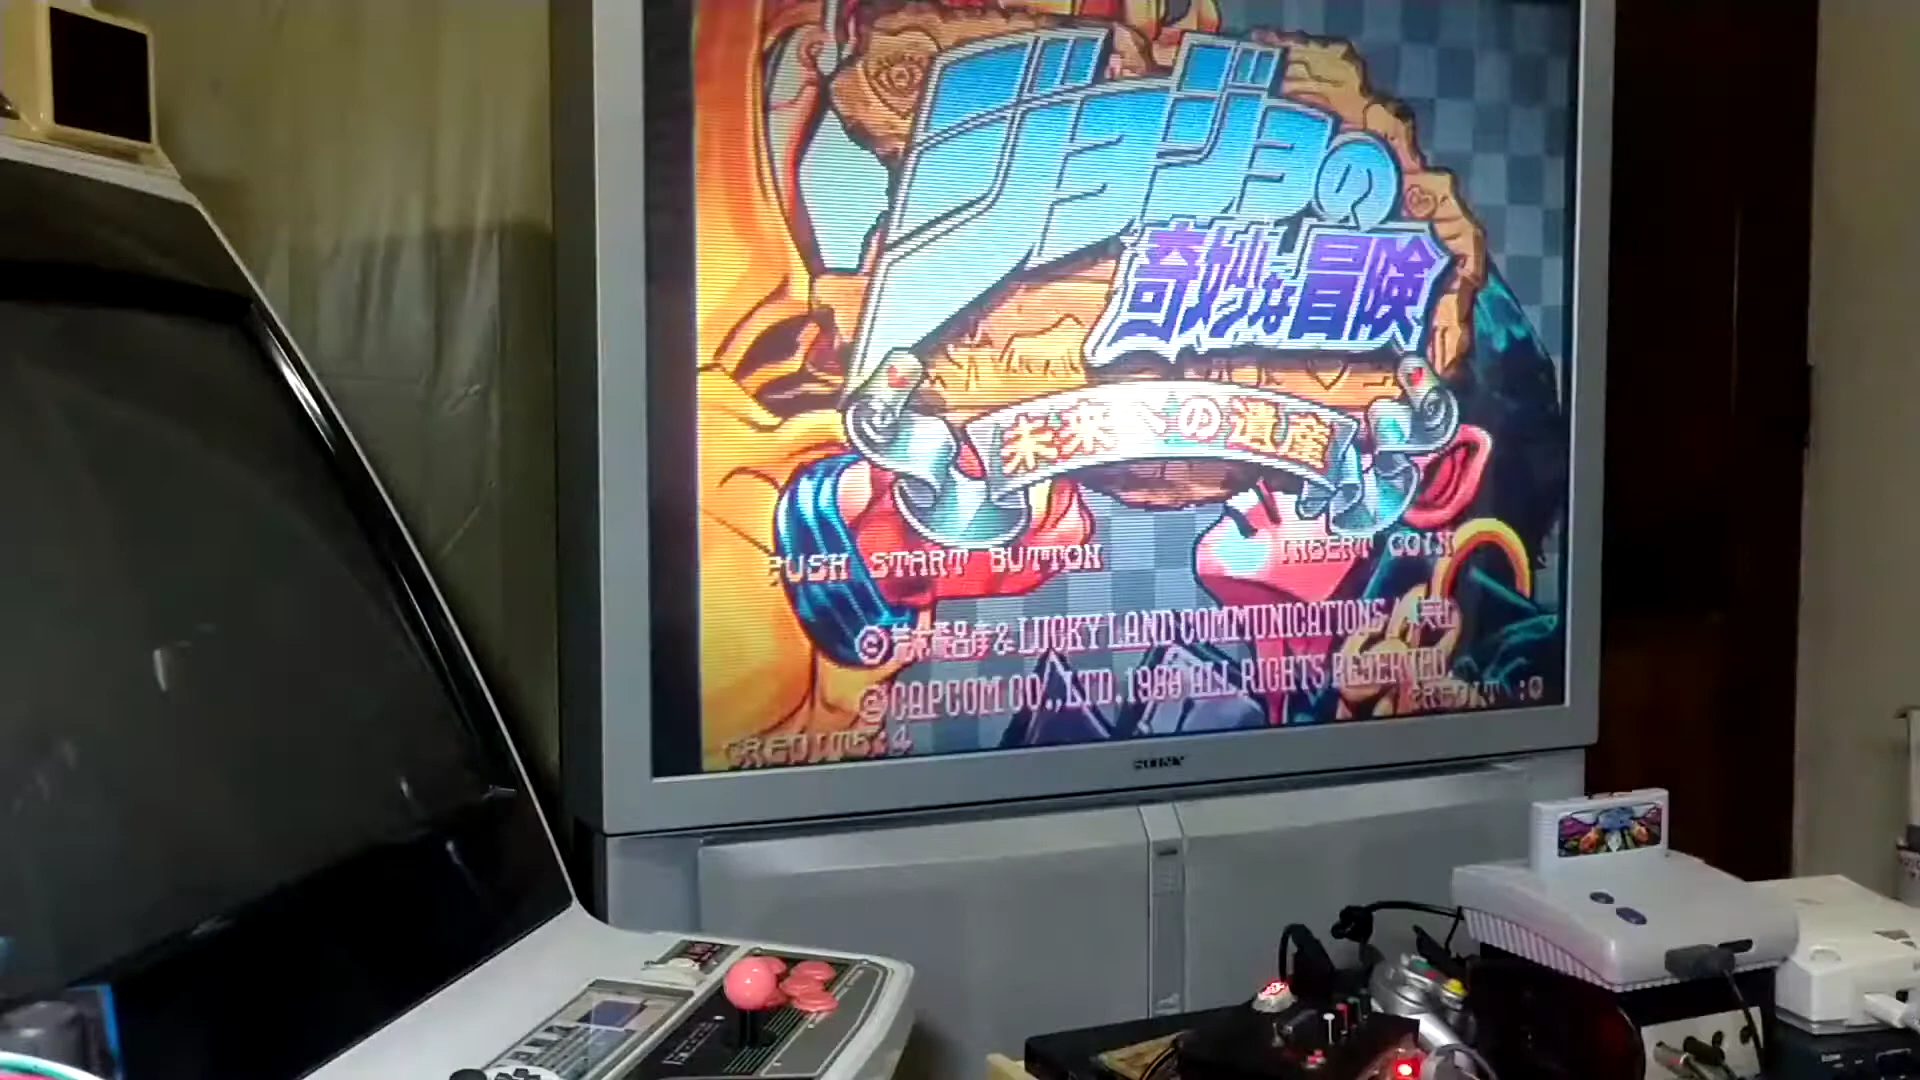 ジョジョの
奇妙な冒険
未来への遺産
PUSH START BUTTON
INSERT COIN
©荒木飛呂彦 & LUCKY LAND COMMUNICATIONS / 集英社
©CAPCOM CO., LTD. 1999 ALL RIGHTS RESERVED.
CREDIT :0
CREDITS:4
SONY